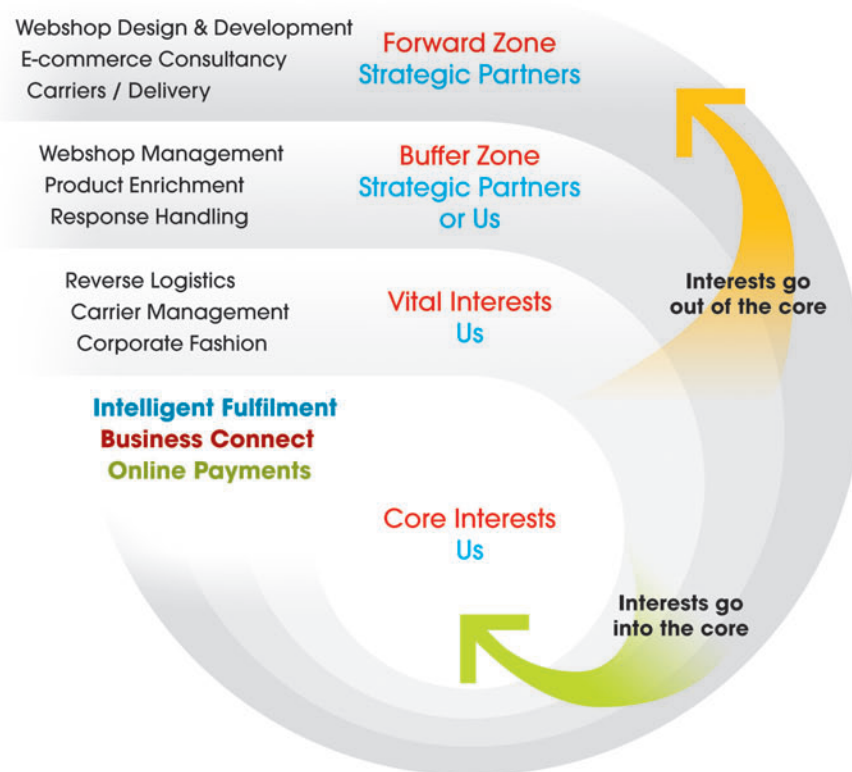 Webshop Design & Development
E-commerce Consultancy
Carriers / Delivery
Forward Zone
Strategic Partners
Webshop Management
Product Enrichment
Response Handling
Buffer Zone
Strategic Partners
or Us
Reverse Logistics
Carrier Management
Corporate Fashion
Vital Interests
Us
Interests go
out of the core
Intelligent Fulfilment
Business Connect
Online Payments
Core Interests
Us
Interests go
into the core